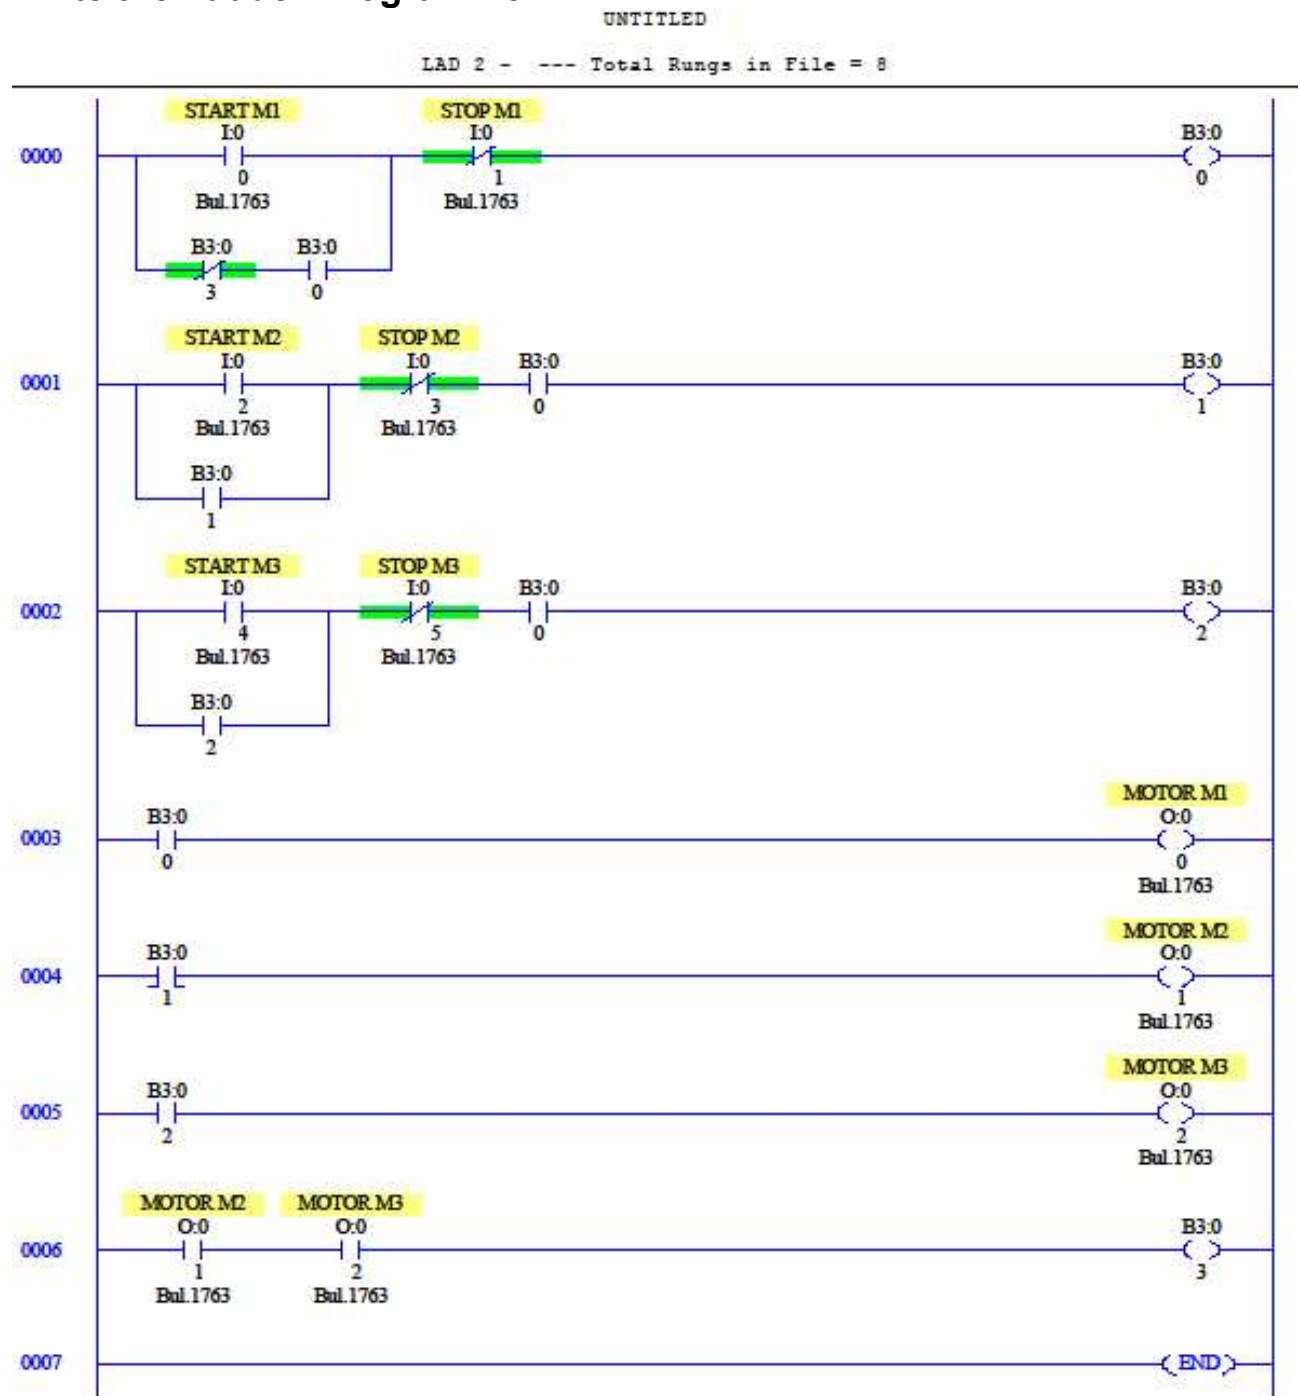 UNTITLED
LAD 2 - --- Total Rungs in File = 8
START M1 STOP M1
I:0 I:0 B3:0
0000
0 1 0
Bul.1763 Bul.1763
B3:0 B3:0
3 0
START M2 STOP M2
I:0 I:0 B3:0 B3:0
0001
2 3 0 1
Bul.1763 Bul.1763
B3:0
1
START M3 STOP M3
I:0 I:0 B3:0 B3:0
0002
4 5 0 2
Bul.1763 Bul.1763
B3:0
2
MOTOR M1
B3:0 O:0
0003
0 0
Bul.1763
MOTOR M2
B3:0 O:0
0004
1 1
Bul.1763
MOTOR M3
B3:0 O:0
0005
2 2
Bul.1763
MOTOR M2 MOTOR M3
O:0 O:0 B3:0
0006
1 2 3
Bul.1763 Bul.1763
0007 END